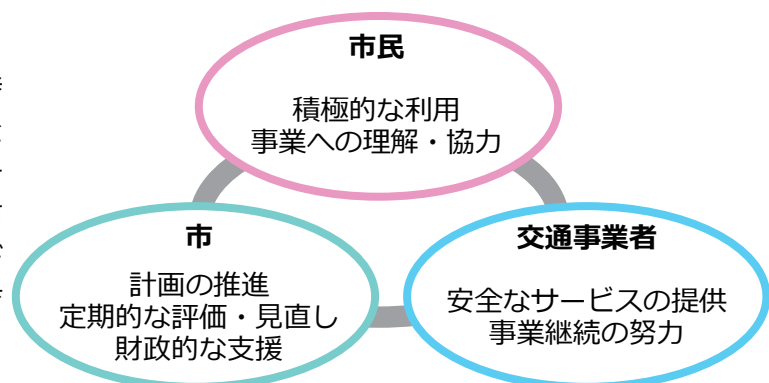 市民
積極的な利用
事業への理解・協力
市
計画の推進
定期的な評価・見直し
財政的な支援
交通事業者
安全なサービスの提供
事業継続の努力